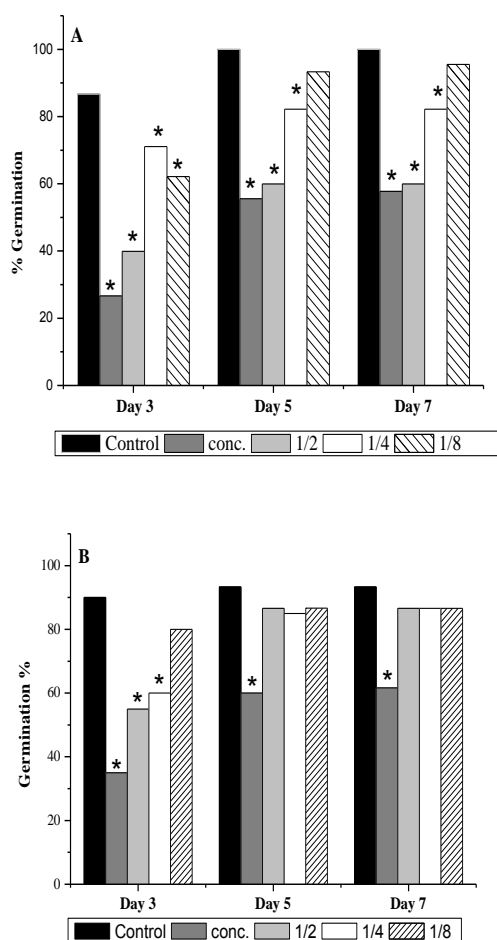 A
% Germination
100
80
60
40
20
0
* * * *
* * *
* * *
Day 3 Day 5 Day 7
Control conc. 1/2 1/4 1/8
B
Germination %
100
80
60
40
20
0
* * *
*
*
Day 3 Day 5 Day 7
Control conc. 1/2 1/4 1/8